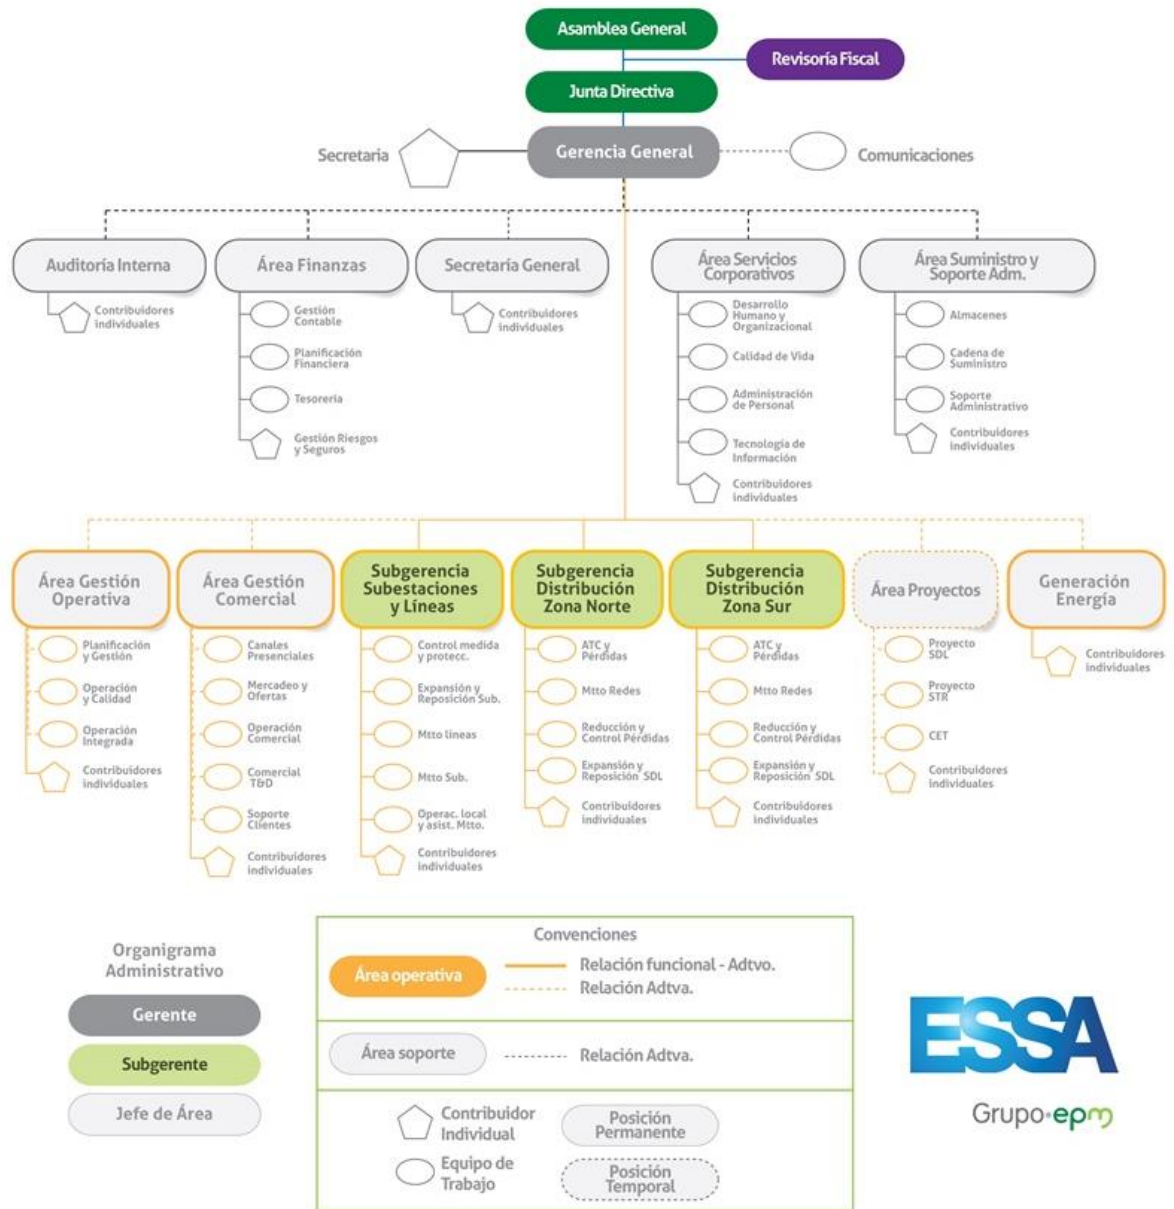 Asamblea General
Revisoría Fiscal
Junta Directiva
Secretaria
Gerencia General
Comunicaciones
Auditoría Interna
Área Finanzas
Secretaría General
Área Servicios
Corporativos
Área Suministro y
Soporte Adm.
Contribuidores
individuales
Gestión
Contable
Planificación
Financiera
Tesorería
Gestión Riesgos
y Seguros
Contribuidores
individuales
Desarrollo
Humano y
Organizacional
Calidad de Vida
Administración
de Personal
Tecnología de
Información
Contribuidores
individuales
Almacenes
Cadena de
Suministro
Soporte
Administrativo
Contribuidores
individuales
Área Gestión
Operativa
Área Gestión
Comercial
Subgerencia
Subestaciones
y Líneas
Subgerencia
Distribución
Zona Norte
Subgerencia
Distribución
Zona Sur
Área Proyectos
Generación
Energía
Planificación
y Gestión
Operación
y Calidad
Operación
Integrada
Contribuidores
individuales
Canales
Presenciales
Mercadeo y
Ofertas
Operación
Comercial
Comercial
T&D
Soporte
Clientes
Contribuidores
individuales
Control medida
y protecc.
Expansión y
Reposición Sub.
Mtto lineas
Mtto Sub.
Operac. local
y asist. Mtto.
Contribuidores
individuales
ATC y
Pérdidas
Mtto Redes
Reducción y
Control Pérdidas
Expansión y
Reposición SDL
Contribuidores
individuales
ATC y
Pérdidas
Mtto Redes
Reducción y
Control Pérdidas
Expansión y
Reposición SDL
Contribuidores
individuales
Proyecto
SDL
Proyecto
STR
CET
Contribuidores
individuales
Contribuidores
individuales
Organigrama
Administrativo
Gerente
Subgerente
Jefe de Área
Convenciones
Área operativa
Relación funcional - Adtvo.
Relación Adtva.
Área soporte
Relación Adtva.
Contribuidor
Individual
Posición
Permanente
Equipo de
Trabajo
Posición
Temporal
ESSA
Grupo·epm